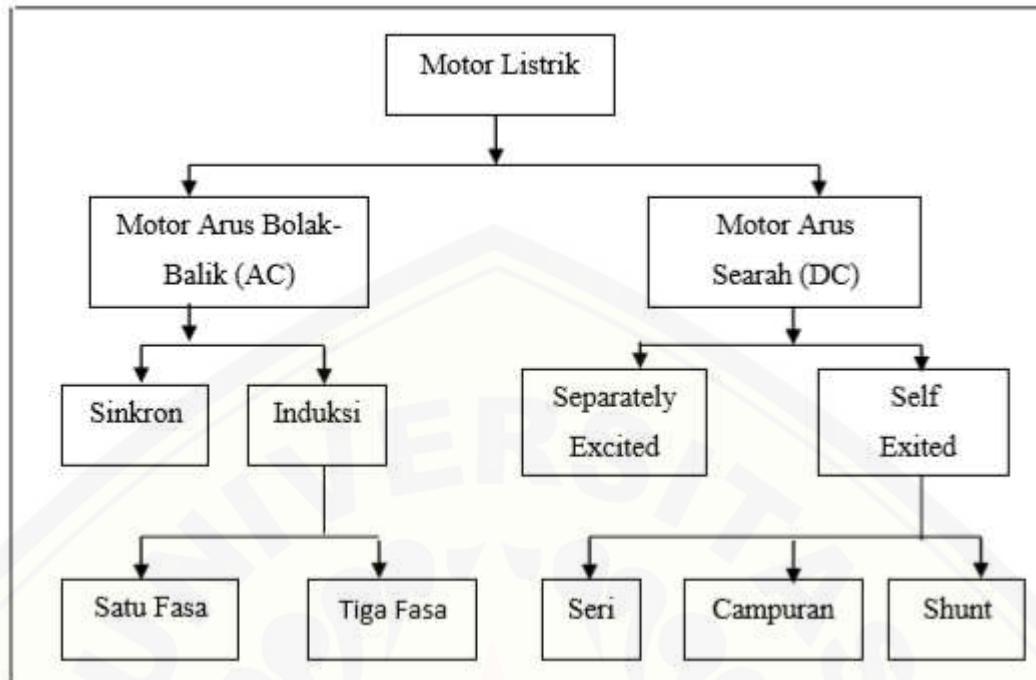 Motor Listrik
Motor Arus Bolak-
Balik (AC)
Motor Arus
Searah (DC)
Sinkron
Induksi
Separately
Excited
Self
Exited
Satu Fasa
Tiga Fasa
Seri
Campuran
Shunt
UNIVERSITAS